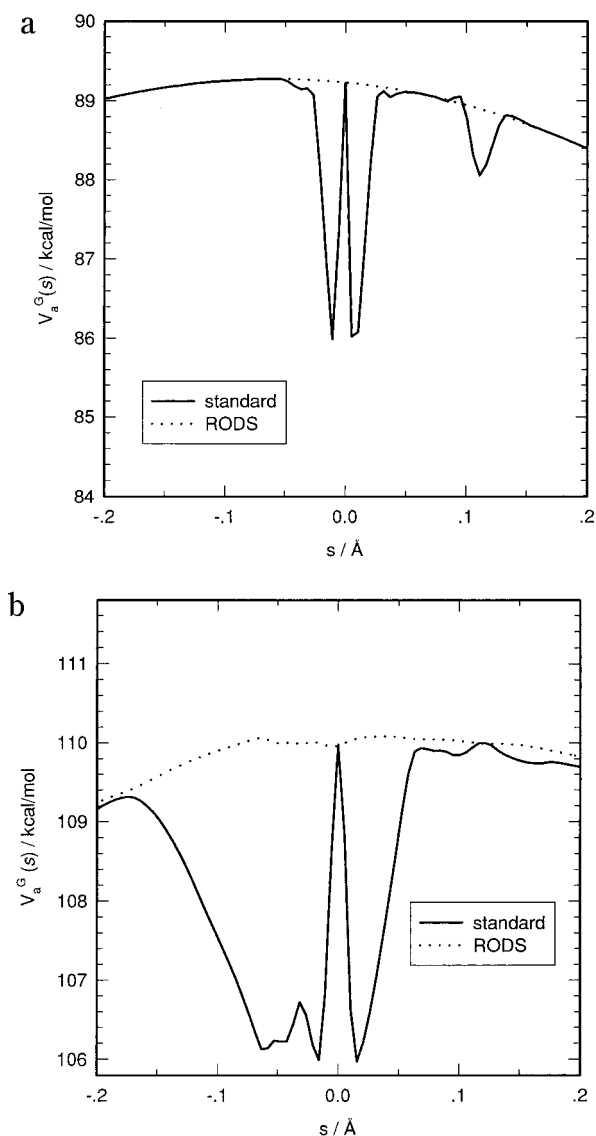 a
90
89
88
87
86
85
84
V_a^G(s) / kcal/mol
standard
RODS
-.2 -.1 0.0 .1 .2
s / Å
b
111
110
109
108
107
106
V_a^G (s) / kcal/mol
standard
RODS
-.2 -.1 0.0 .1 .2
s / Å